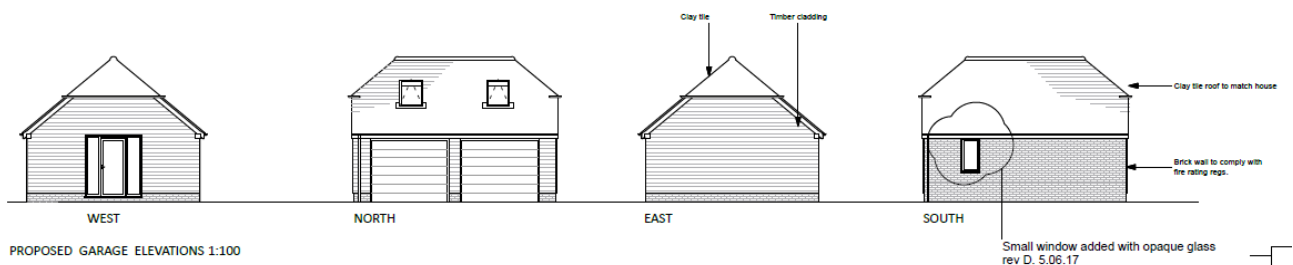 Clay tile
Timber cladding
Clay tile roof to match house
Brick wall to comply with
fire rating regs.
WEST
NORTH
EAST
SOUTH
PROPOSED GARAGE ELEVATIONS 1:100
Small window added with opaque glass
rev D. 5.06.17